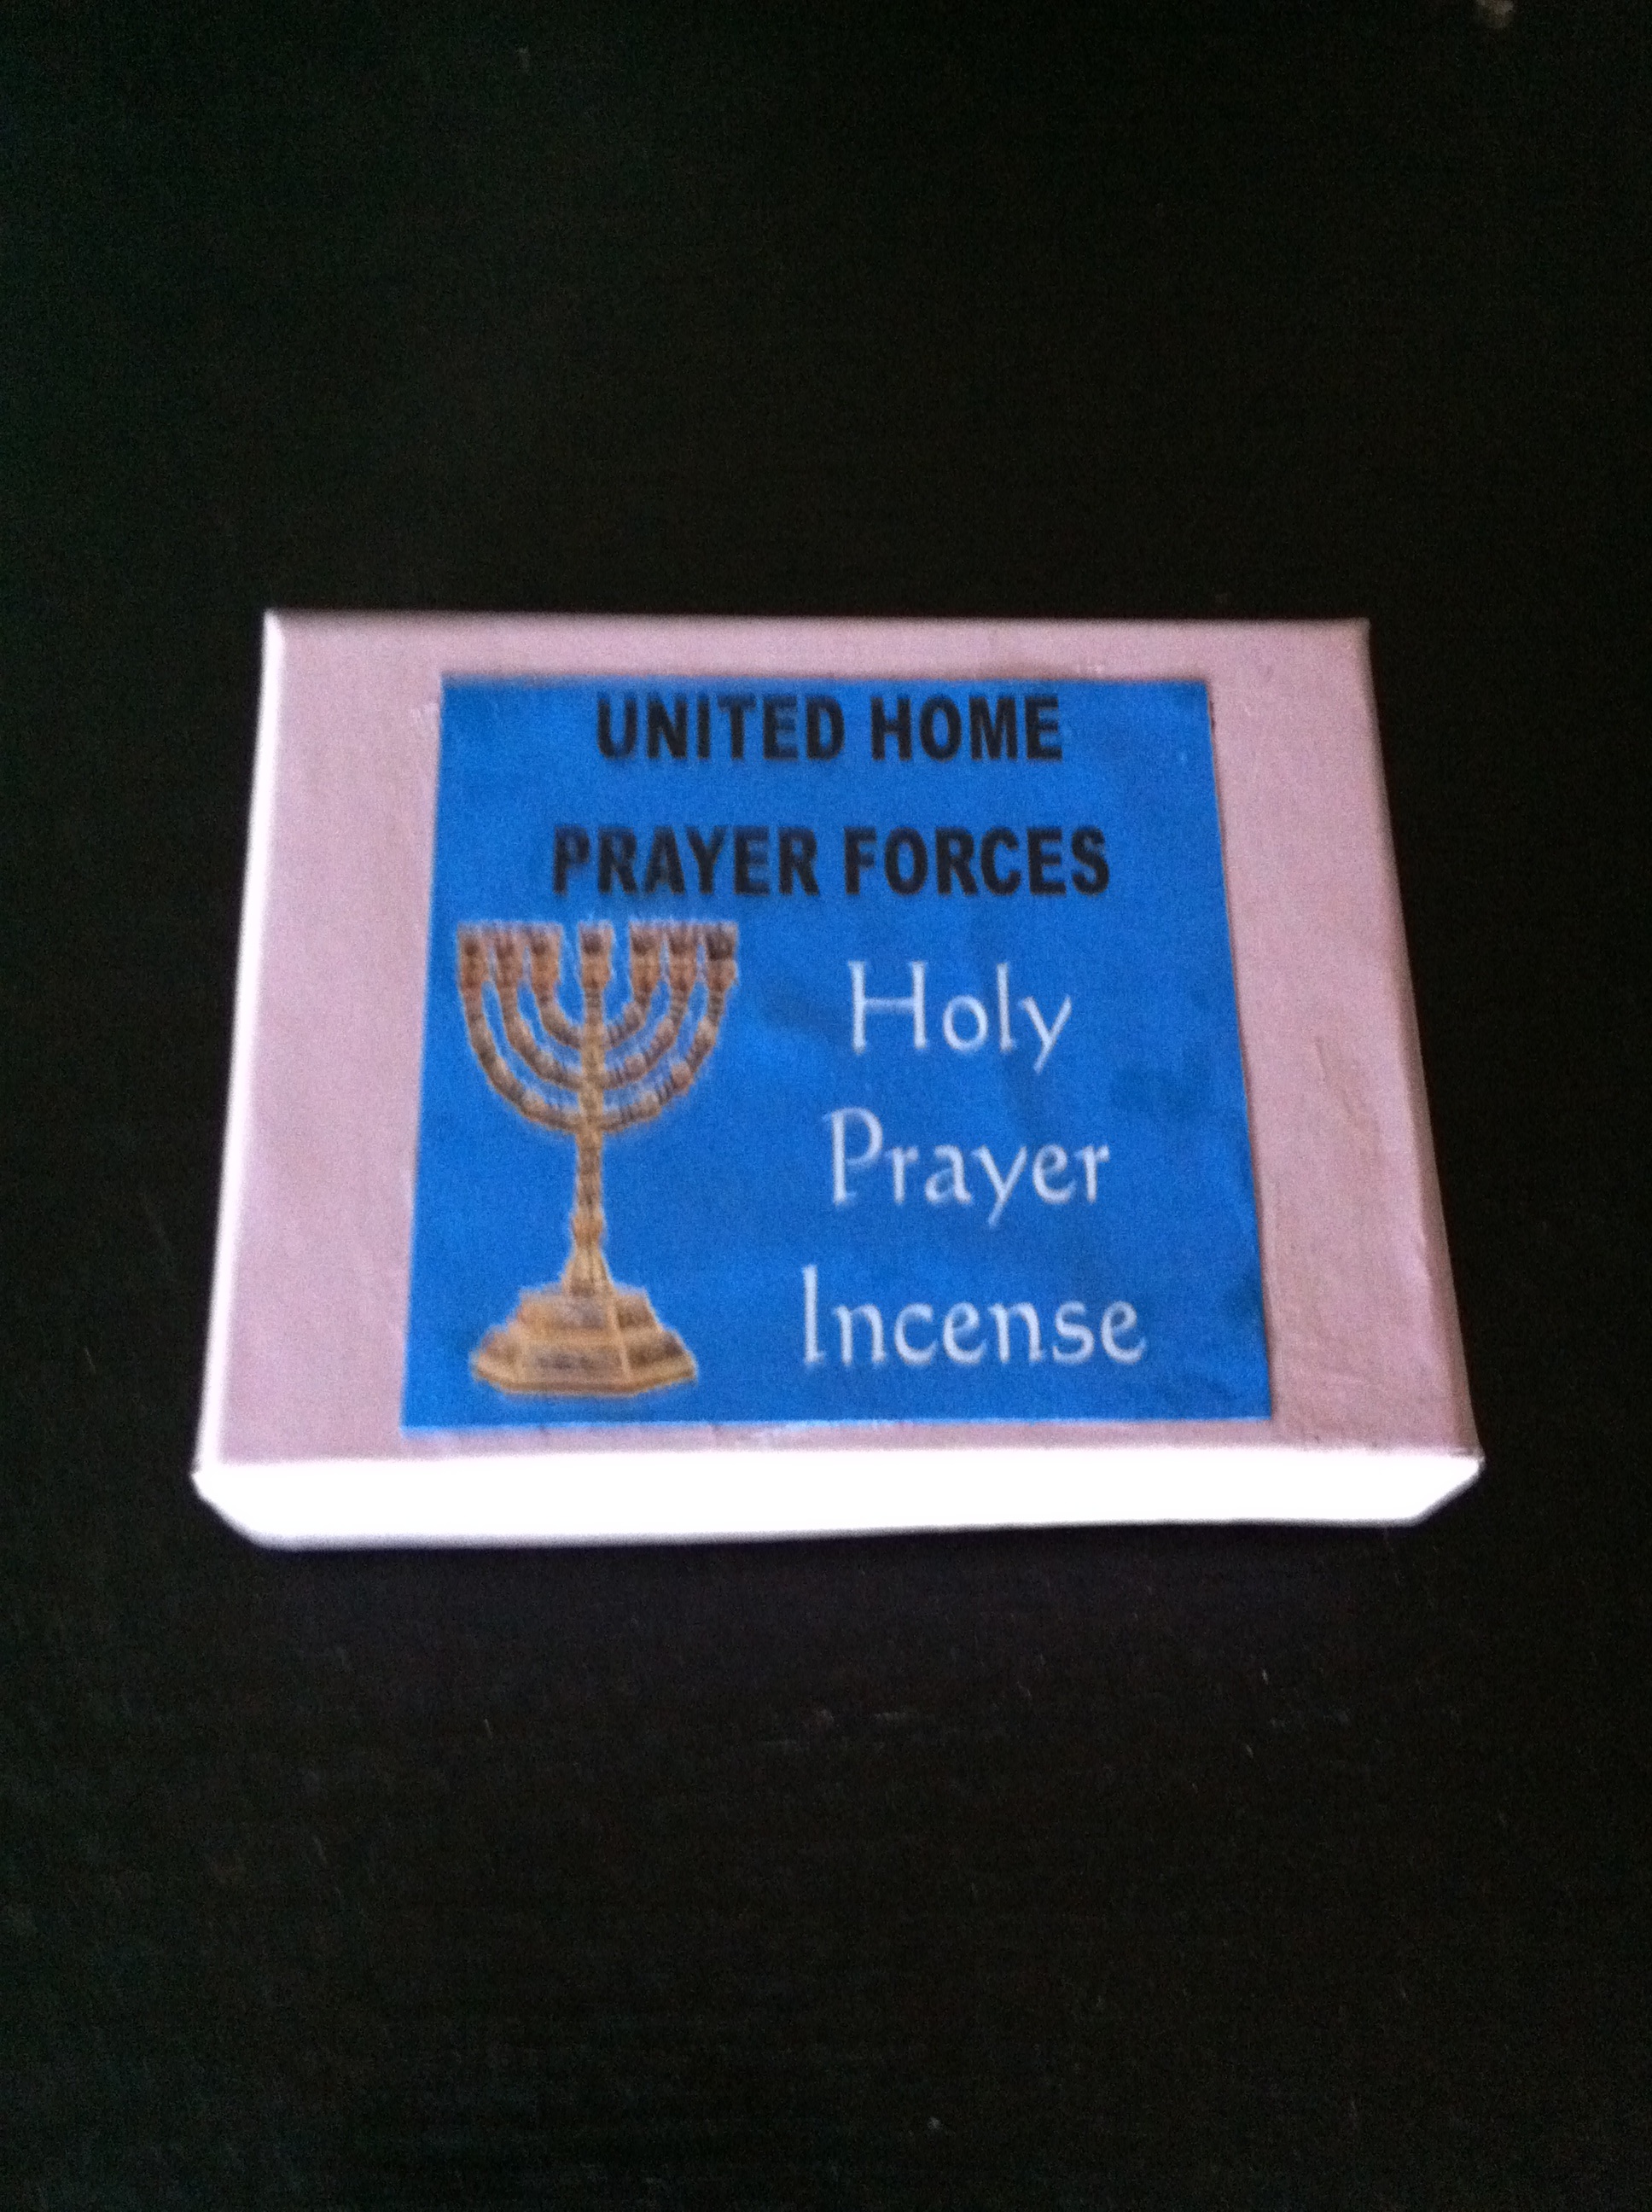 UNITED HOME
PRAYER FORCES
Holy
Prayer
Incense